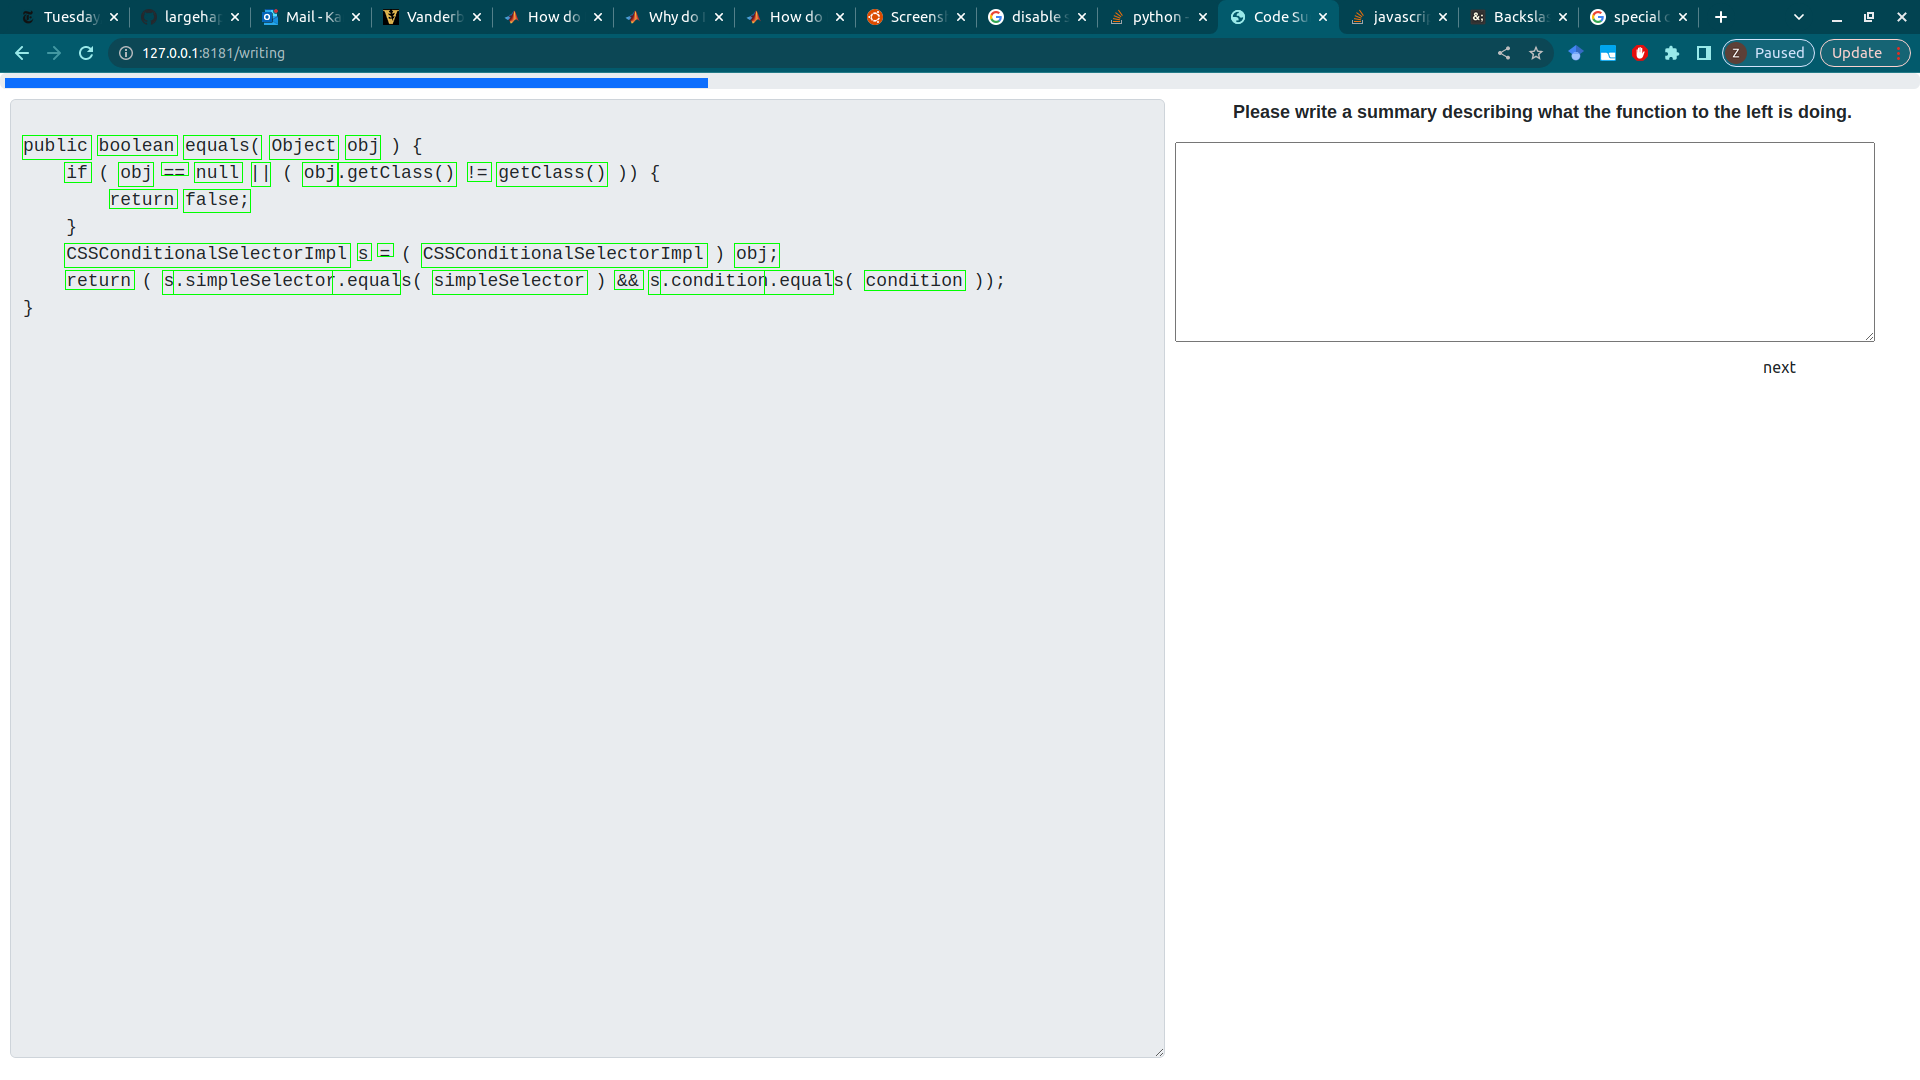 Tuesday
largehap
Mail - Ka
Vanderb
How do
Why do
How do
Screens
disable s
python -
Code Su
javascrip
Backslas
special c
127.0.0.1:8181/writing
Z Paused
Update
Please write a summary describing what the function to the left is doing.
public boolean equals( Object obj ) {
if ( obj == null || ( obj.getClass() != getClass() )) {
return false;
}
CSSConditionalSelectorImpl s = ( CSSConditionalSelectorImpl ) obj;
return ( s.simpleSelector.equals( simpleSelector ) && s.condition.equals( condition ));
}
next